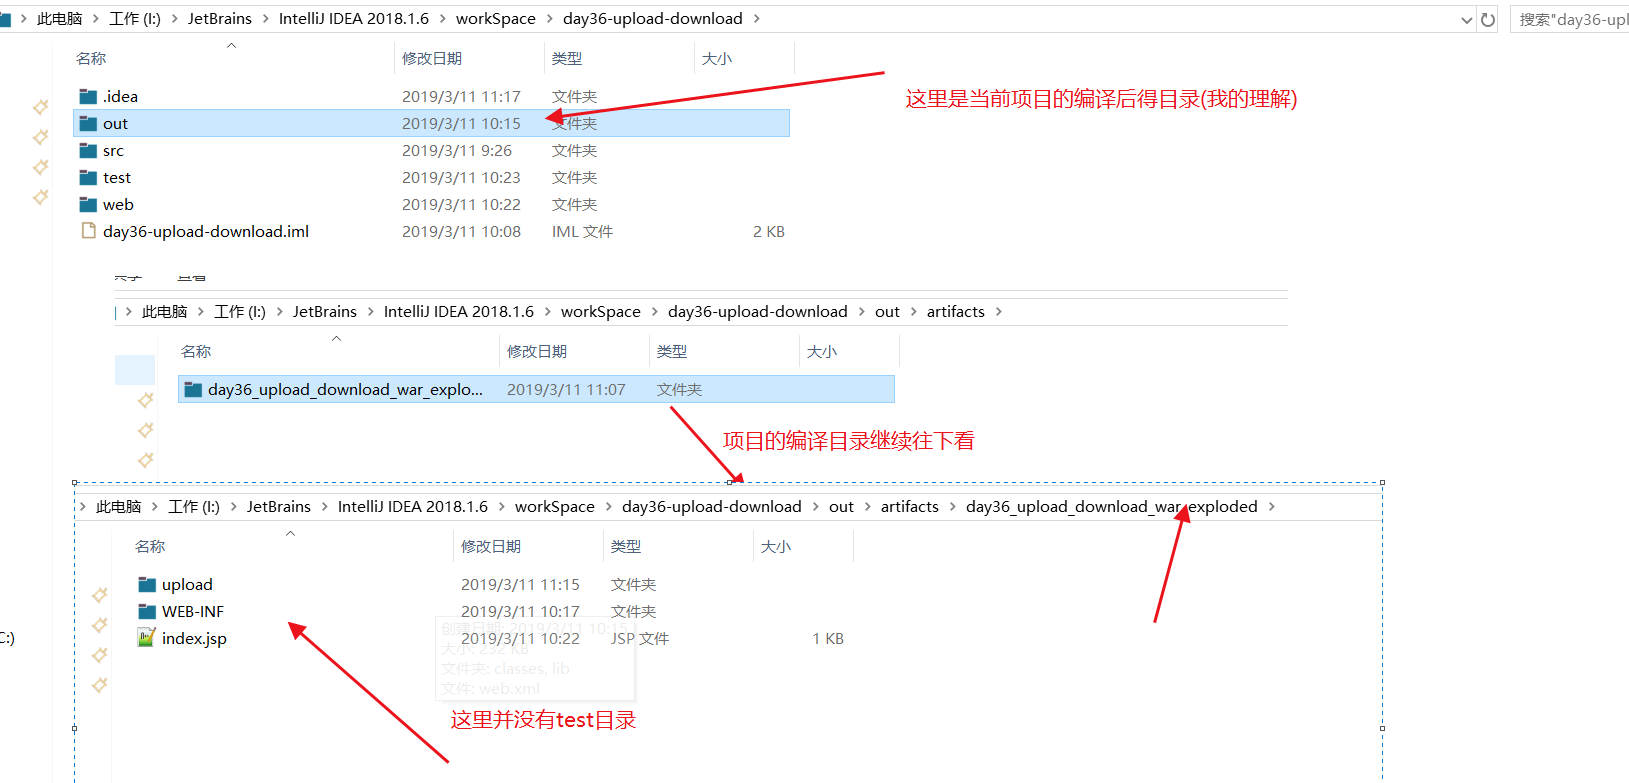 此电脑 > 工作 (I:) > JetBrains > IntelliJ IDEA 2018.1.6 > workSpace > day36-upload-download >
搜索"day36-upl
名称 修改日期 类型 大小
.idea 2019/3/11 11:17 文件夹
这里是当前项目的编译后得目录(我的理解)
out 2019/3/11 10:15 文件夹
src 2019/3/11 9:26 文件夹
test 2019/3/11 10:23 文件夹
web 2019/3/11 10:22 文件夹
day36-upload-download.iml 2019/3/11 10:08 IML 文件 2 KB
共享 查看
> 此电脑 > 工作 (I:) > JetBrains > IntelliJ IDEA 2018.1.6 > workSpace > day36-upload-download > out > artifacts >
名称 修改日期 类型 大小
day36_upload_download_war_explo... 2019/3/11 11:07 文件夹
项目的编译目录继续往下看
> 此电脑 > 工作 (I:) > JetBrains > IntelliJ IDEA 2018.1.6 > workSpace > day36-upload-download > out > artifacts > day36_upload_download_war_exploded >
名称 修改日期 类型 大小
upload 2019/3/11 11:15 文件夹
WEB-INF 2019/3/11 10:17 文件夹
创建日期: 2019/3/11 10:15
C:)
index.jsp 2019/3/11 10:22 JSP 文件 1 KB
大小: 232 KB
文件夹: classes, lib
文件: web.xml
这里并没有test目录